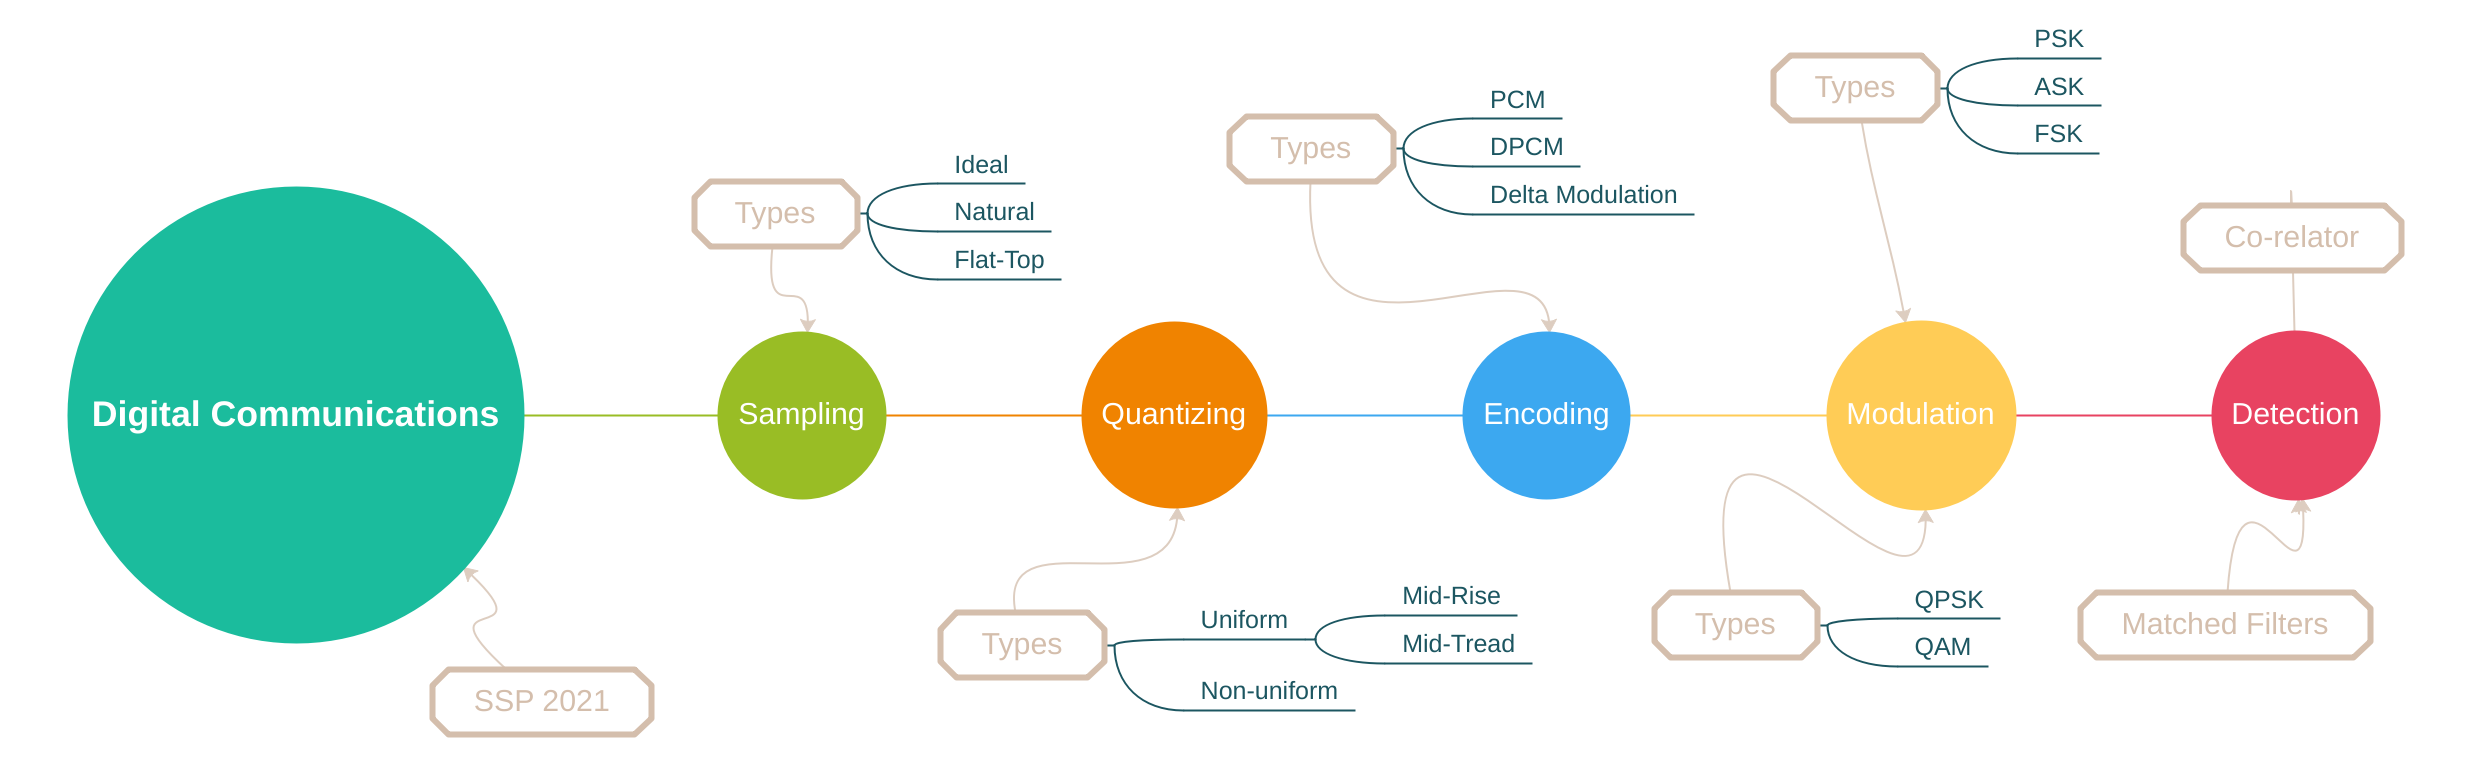 Digital Communications
SSP 2021
Sampling
Types
Ideal
Natural
Flat-Top
Quantizing
Types
Uniform
Mid-Rise
Mid-Tread
Non-uniform
Encoding
Types
PCM
DPCM
Delta Modulation
Modulation
Types
PSK
ASK
FSK
Types
QPSK
QAM
Detection
Co-relator
Matched Filters